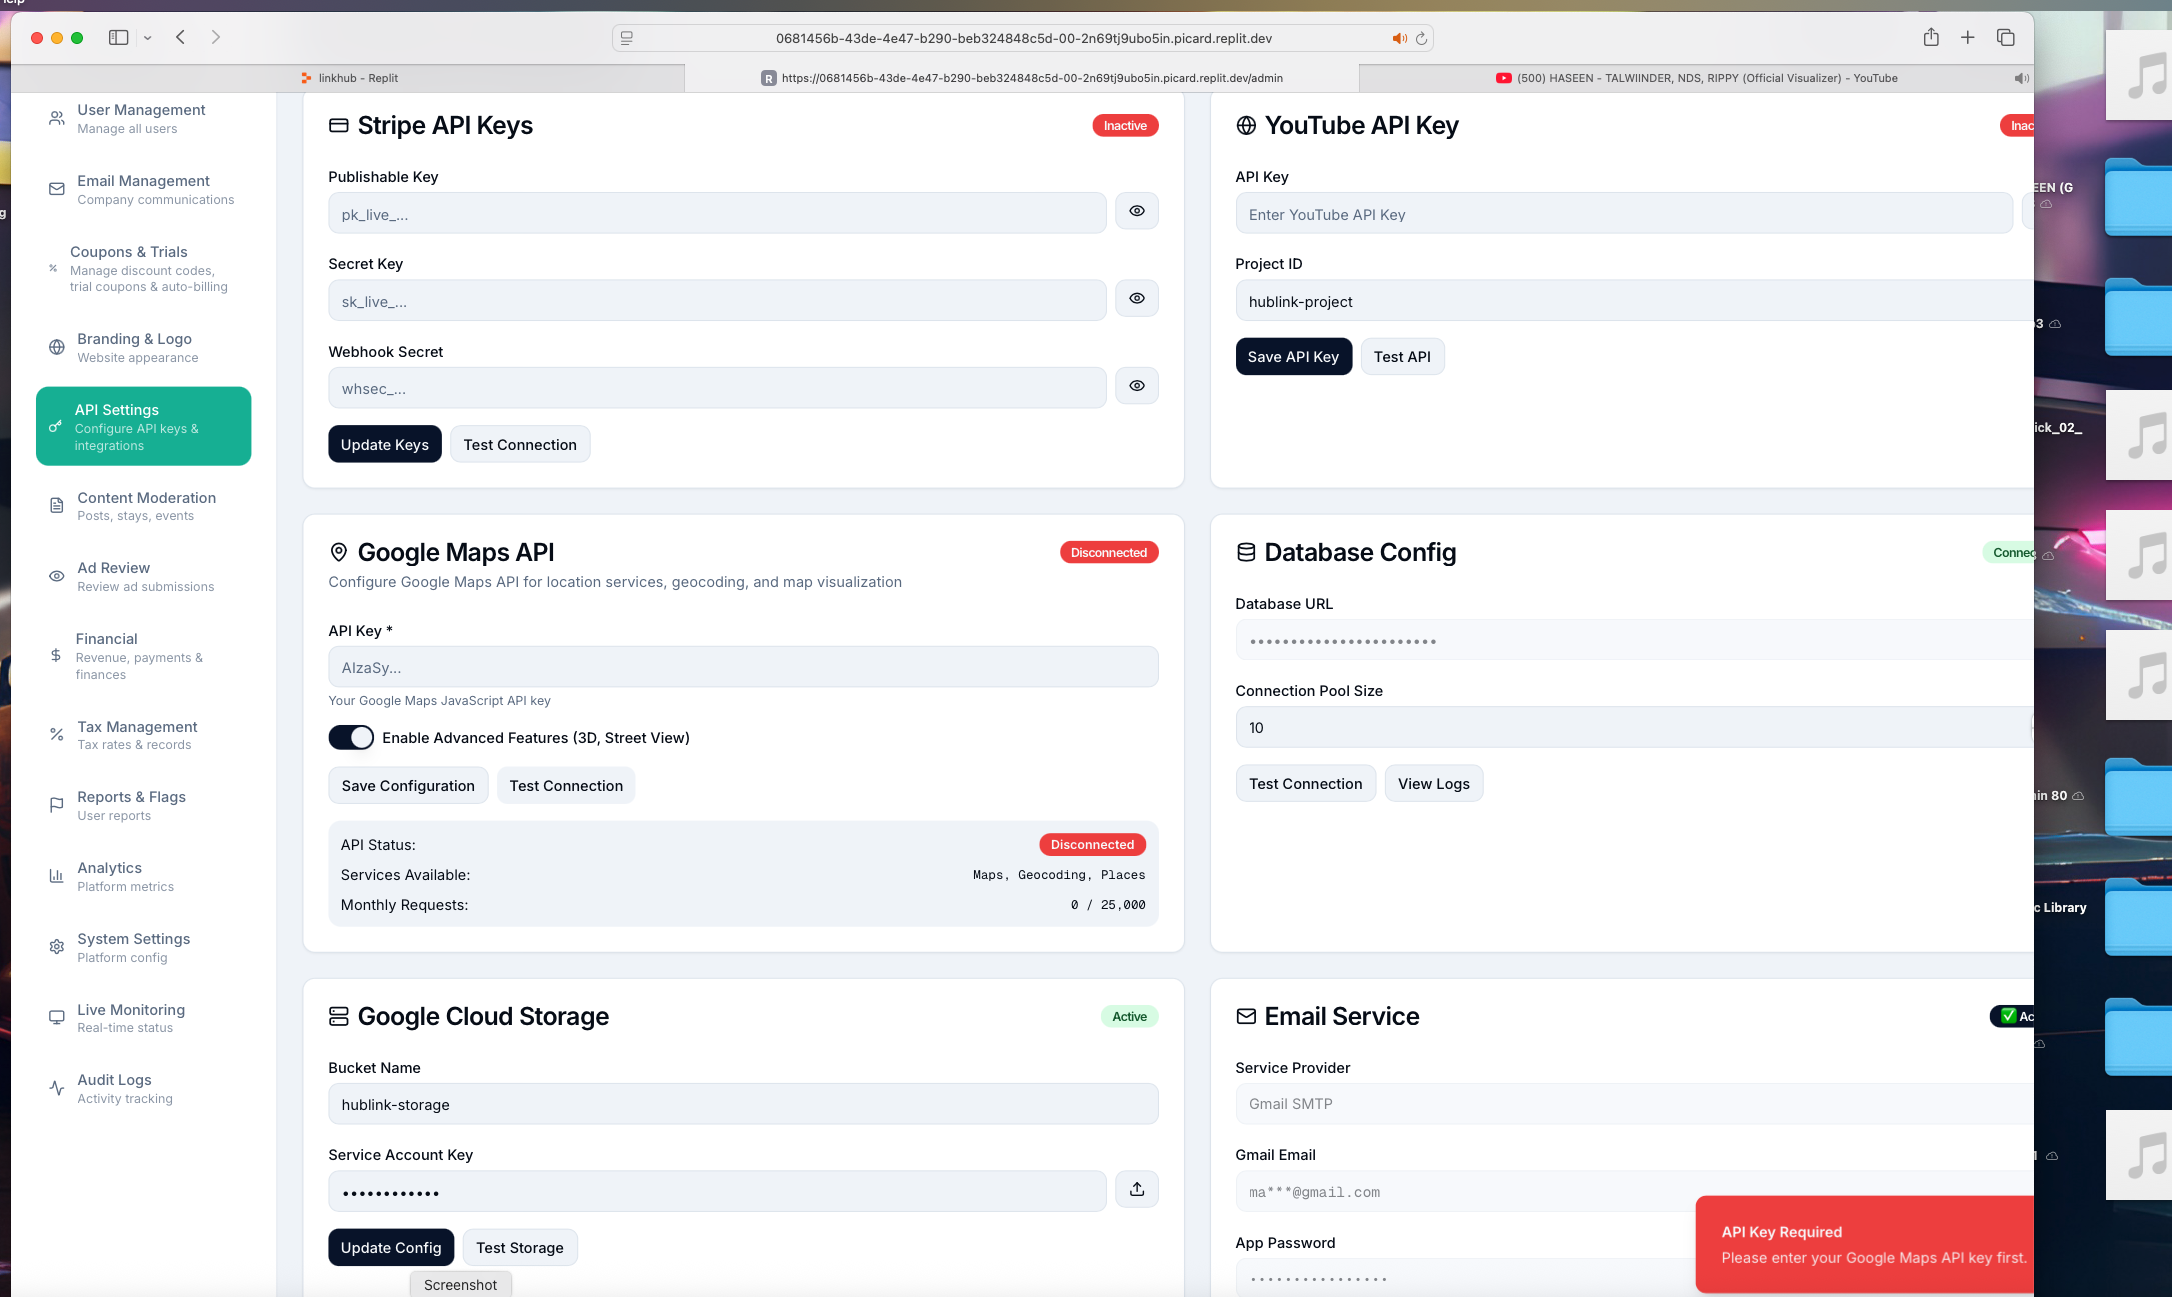 0681456b-43de-4e47-b290-beb324848c5d-00-2n69tj9ubo5in.picard.replit.dev
linkhub - Replit
R https://0681456b-43de-4e47-b290-beb324848c5d-00-2n69tj9ubo5in.picard.replit.dev/admin
(500) HASEEN - TALWIINDER, NDS, RIPPY (Official Visualizer) - YouTube
User Management
Manage all users
Email Management
Company communications
Coupons & Trials
Manage discount codes,
trial coupons & auto-billing
Branding & Logo
Website appearance
API Settings
Configure API keys &
integrations
Content Moderation
Posts, stays, events
Ad Review
Review ad submissions
Financial
Revenue, payments &
finances
Tax Management
Tax rates & records
Reports & Flags
User reports
Analytics
Platform metrics
System Settings
Platform config
Live Monitoring
Real-time status
Audit Logs
Activity tracking
Stripe API Keys
Inactive
Publishable Key
pk_live_...
Secret Key
sk_live_...
Webhook Secret
whsec_...
Update Keys
Test Connection
YouTube API Key
Inac
API Key
Enter YouTube API Key
Project ID
hublink-project
Save API Key
Test API
Google Maps API
Disconnected
Configure Google Maps API for location services, geocoding, and map visualization
API Key *
AIzaSy...
Your Google Maps JavaScript API key
Enable Advanced Features (3D, Street View)
Save Configuration
Test Connection
API Status:
Disconnected
Services Available:
Maps, Geocoding, Places
Monthly Requests:
0 / 25,000
Database Config
Connec
Database URL
•••••••••••••••••••••••
Connection Pool Size
10
Test Connection
View Logs
Google Cloud Storage
Active
Bucket Name
hublink-storage
Service Account Key
••••••••••••
Update Config
Test Storage
Screenshot
Email Service
✅ Ac
Service Provider
Gmail SMTP
Gmail Email
ma***@gmail.com
App Password
••••••••••••••••
API Key Required
Please enter your Google Maps API key first.
EEN (G
ick_02_
in 80
c Library